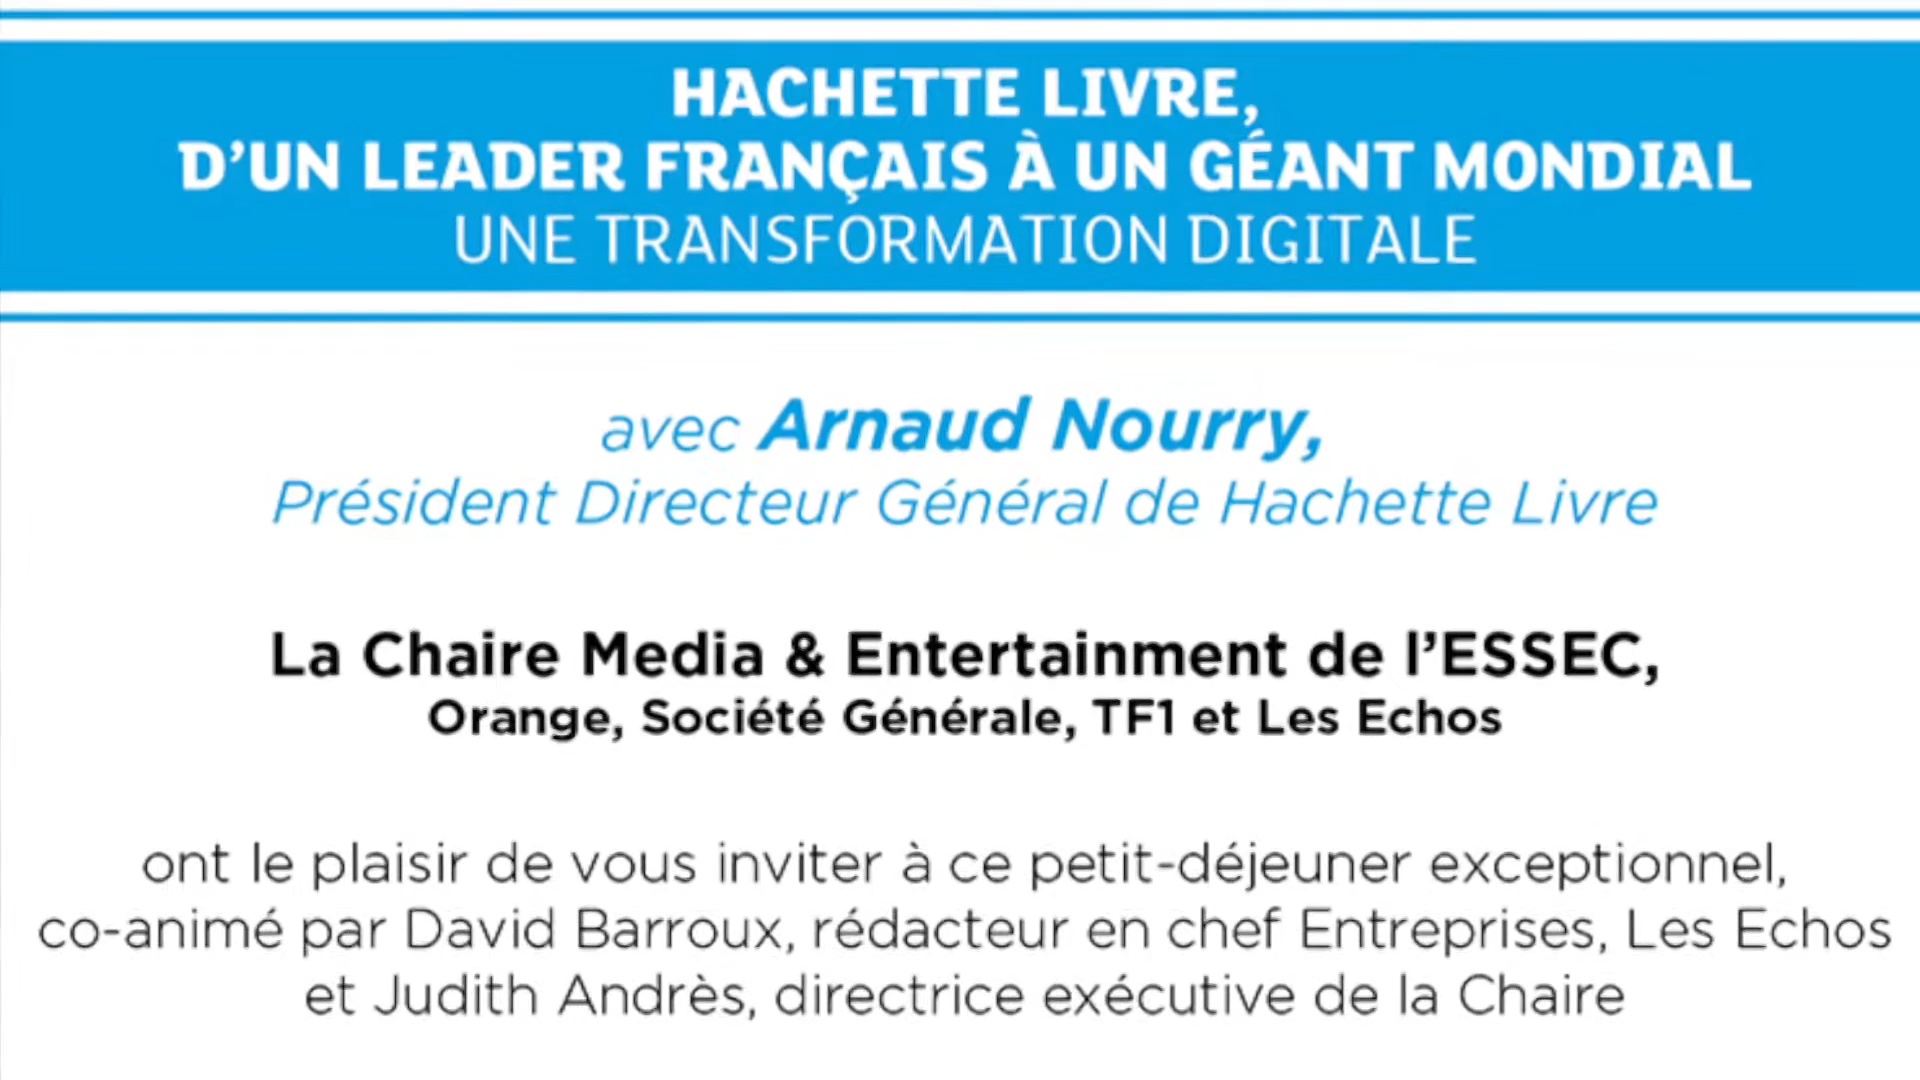 HACHETTE LIVRE,
D'UN LEADER FRANÇAIS À UN GÉANT MONDIAL
UNE TRANSFORMATION DIGITALE
avec Arnaud Nourry,
Président Directeur Général de Hachette Livre
La Chaire Media & Entertainment de l'ESSEC,
Orange, Société Générale, TF1 et Les Echos
ont le plaisir de vous inviter à ce petit-déjeuner exceptionnel,
co-animé par David Barroux, rédacteur en chef Entreprises, Les Echos
et Judith Andrès, directrice exécutive de la Chaire